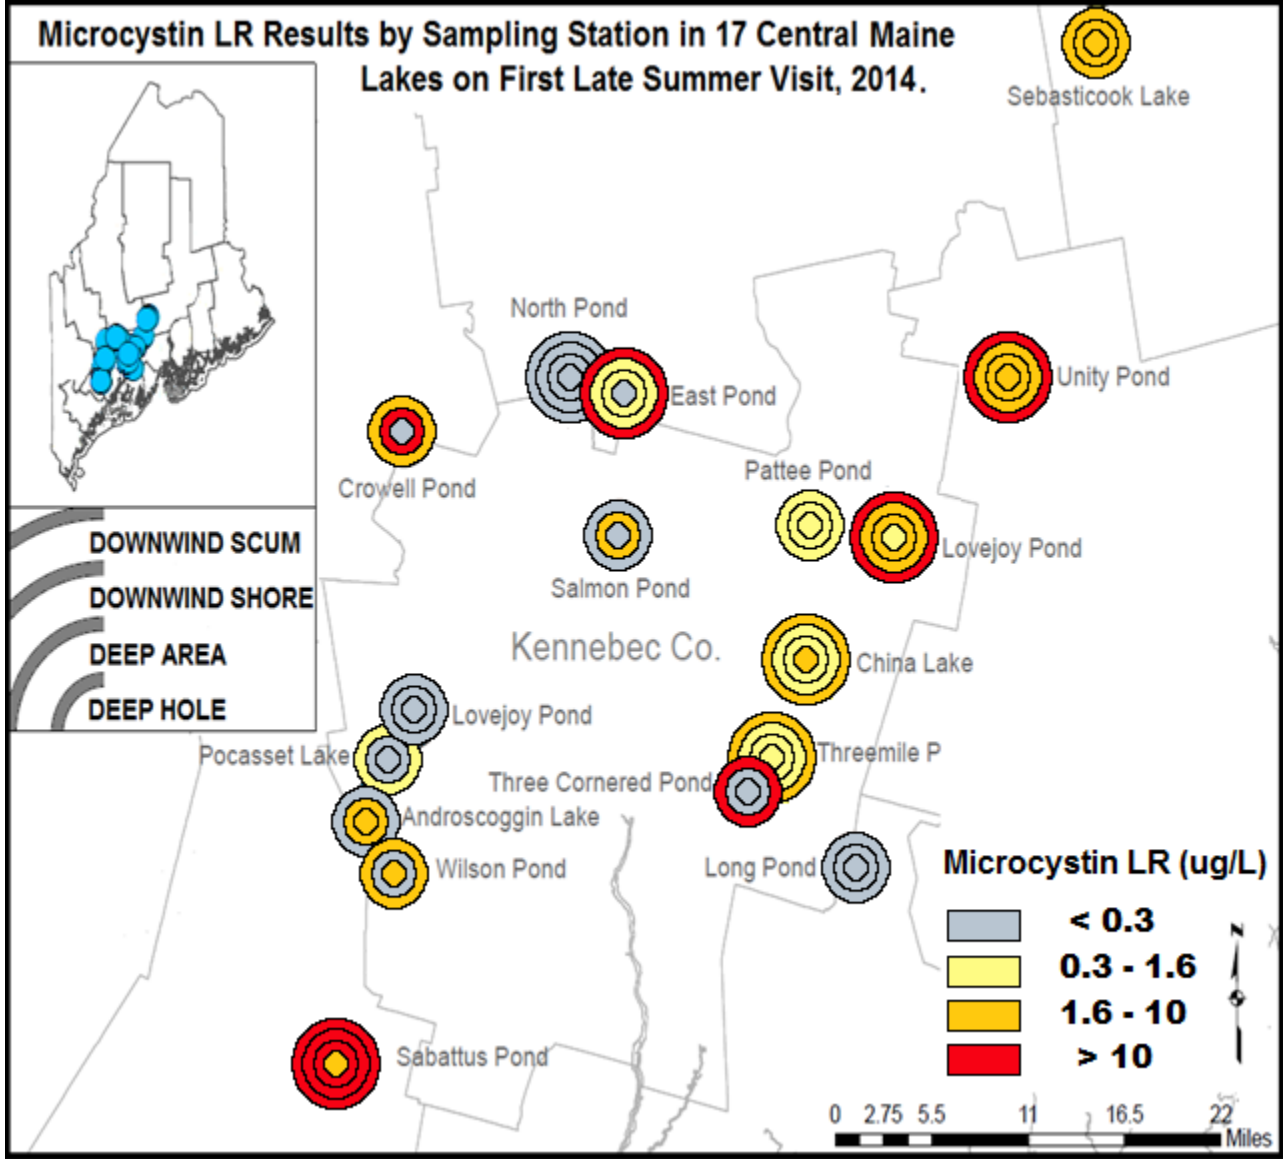 Microcystin LR Results by Sampling Station in 17 Central Maine
Lakes on First Late Summer Visit, 2014.
Sebasticook Lake
North Pond
East Pond
Unity Pond
Crowell Pond
Pattee Pond
Lovejoy Pond
Salmon Pond
DOWNWIND SCUM
DOWNWIND SHORE
DEEP AREA
DEEP HOLE
Kennebec Co.
China Lake
Lovejoy Pond
Pocasset Lake
Threemile P
Three Cornered Pond
Androscoggin Lake
Wilson Pond
Long Pond
Sabattus Pond
Microcystin LR (ug/L)
< 0.3
0.3 - 1.6
1.6 - 10
> 10
N
0 2.75 5.5 11 16.5 22
Miles